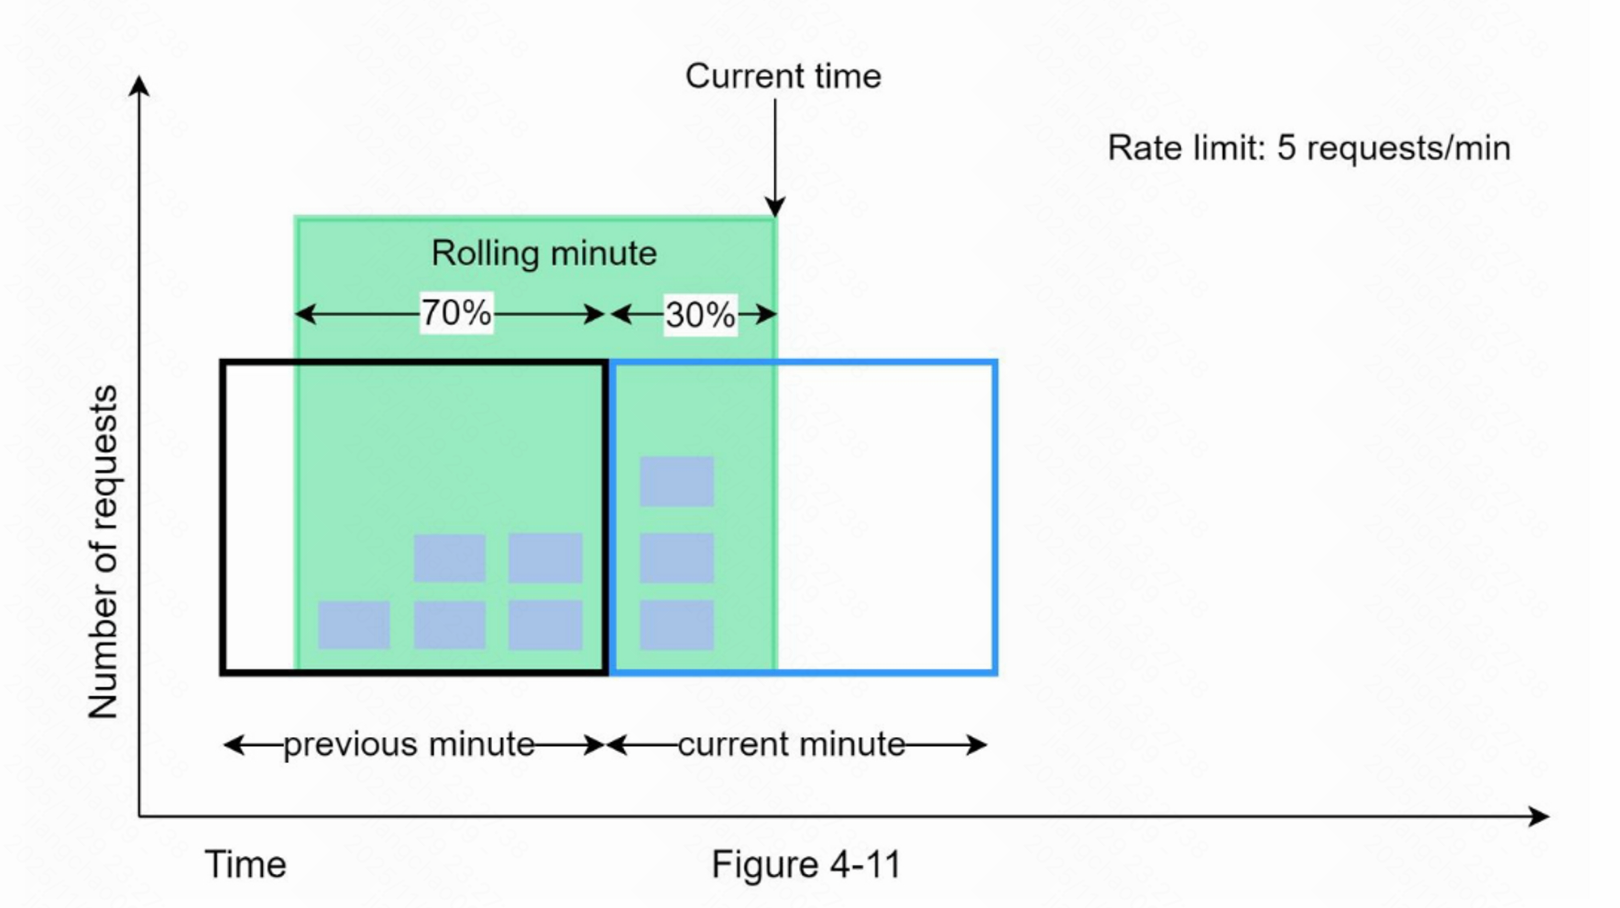 Current time
Rate limit: 5 requests/min
Rolling minute
70%
30%
Number of requests
previous minute
current minute
Time
Figure 4-11